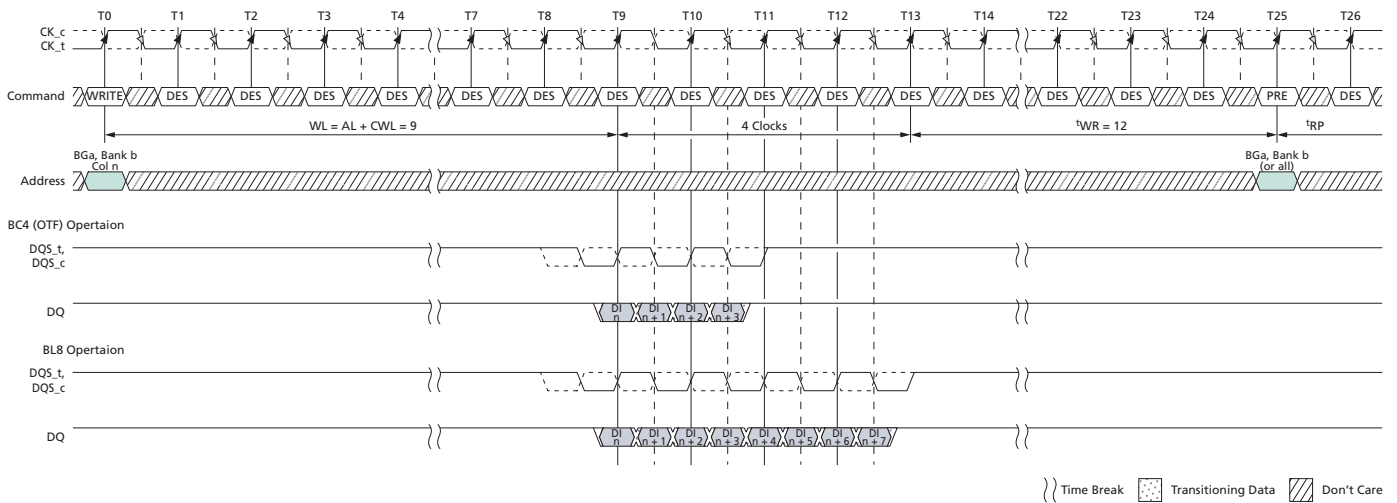 T0 T1 T2 T3 T4 T7 T8 T9 T10 T11 T12 T13 T14 T22 T23 T24 T25 T26
CK_c
CK_t
Command WRITE DES DES DES DES DES DES DES DES DES DES DES DES DES DES DES PRE DES
WL = AL + CWL = 9 4 Clocks tWR = 12 tRP
BGa, Bank b
Col n
BGa, Bank b
(or all)
Address
BC4 (OTF) Opertaion
DQS_t,
DQS_c
DQ DI n DI n + 1 DI n + 2 DI n + 3
BL8 Opertaion
DQS_t,
DQS_c
DQ DI n DI n + 1 DI n + 2 DI n + 3 DI n + 4 DI n + 5 DI n + 6 DI n + 7
Time Break Transitioning Data Don't Care